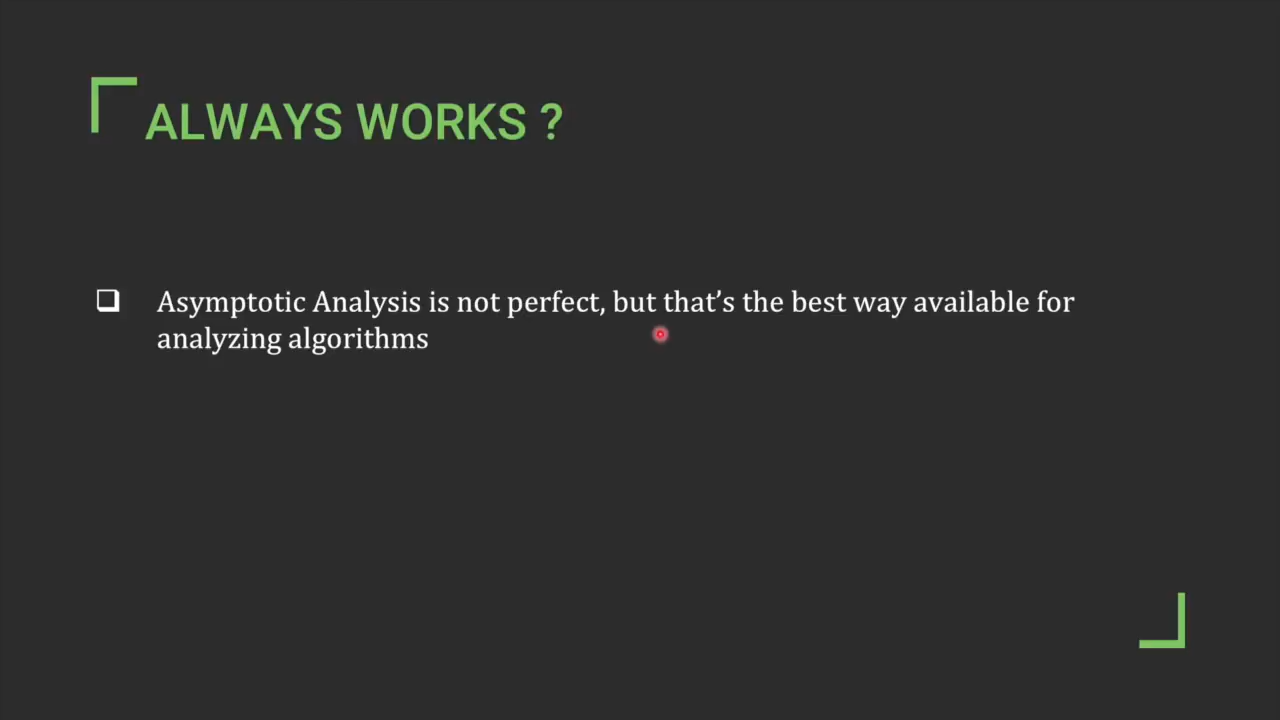 ALWAYS WORKS ?
Asymptotic Analysis is not perfect, but that’s the best way available for
analyzing algorithms